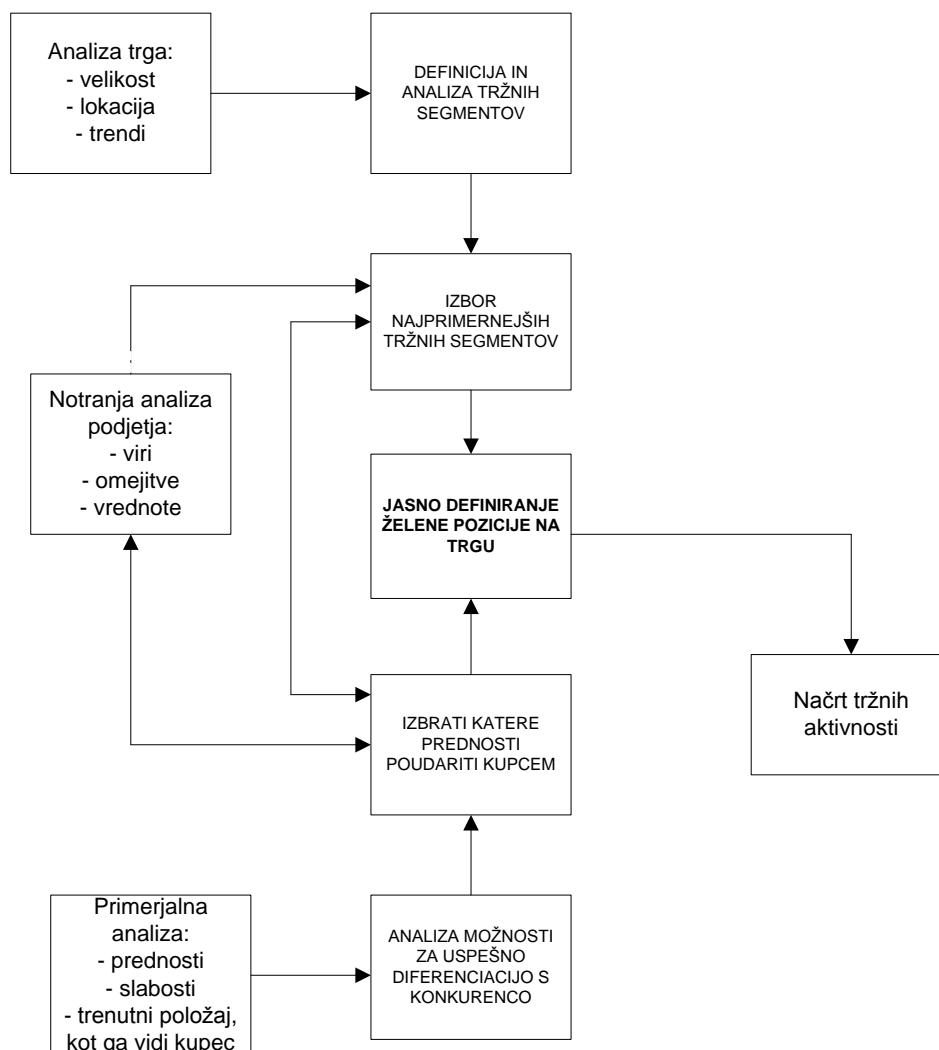 Analiza trga:
- velikost
- lokacija
- trendi
DEFINICIJA IN
ANALIZA TRŽNIH
SEGMENTOV
IZBOR
NAJPRIMERNEJŠIH
TRŽNIH SEGMENTOV
Notranja analiza
podjetja:
- viri
- omejitve
- vrednote
JASNO DEFINIRANJE
ŽELENE POZICIJE NA
TRGU
IZBRATI KATERE
PREDNOSTI
POUDARITI KUPCEM
Načrt tržnih
aktivnosti
Primerjalna
analiza:
- prednosti
- slabosti
- trenutni položaj,
kot ga vidi kupec
ANALIZA MOŽNOSTI
ZA USPEŠNO
DIFERENCIACIJO S
KONKURENCO